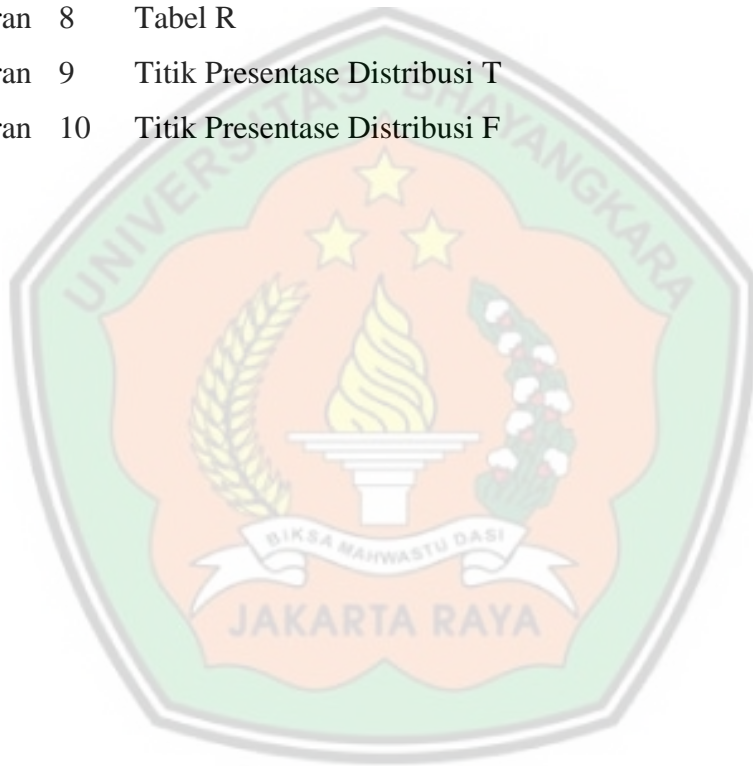 ran 8 Tabel R
ran 9 Titik Presentase Distribusi T
ran 10 Titik Presentase Distribusi F
UNIVERSITAS BHAYANGKARA
BIKSA MAHWASTU DASI
JAKARTA RAYA